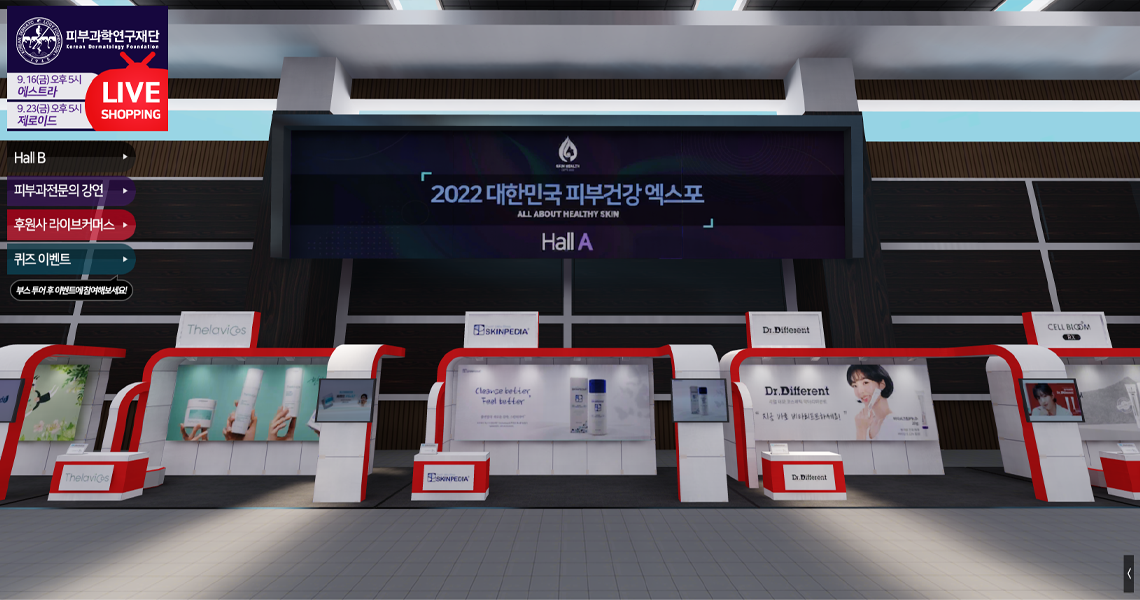 피부과학연구재단
Korean Dermatology Foundation
9. 16(금) 오후 5시
에스트라
9. 23(금) 오후 5시
제로이드
LIVE
SHOPPING
Hall B
피부과전문의 강연
후원사 라이브커머스
퀴즈 이벤트
부스 투어 후 이벤트에 참여해보세요!
2022 대한민국 피부건강 엑스포
ALL ABOUT HEALTHY SKIN
Hall A
Thelavicos
SKINPEDIA
Dr.Different
CELL BLOOM
Cleanse better,
Feel better
Dr.Different
Thelavicos
SKINPEDIA
Dr.Different